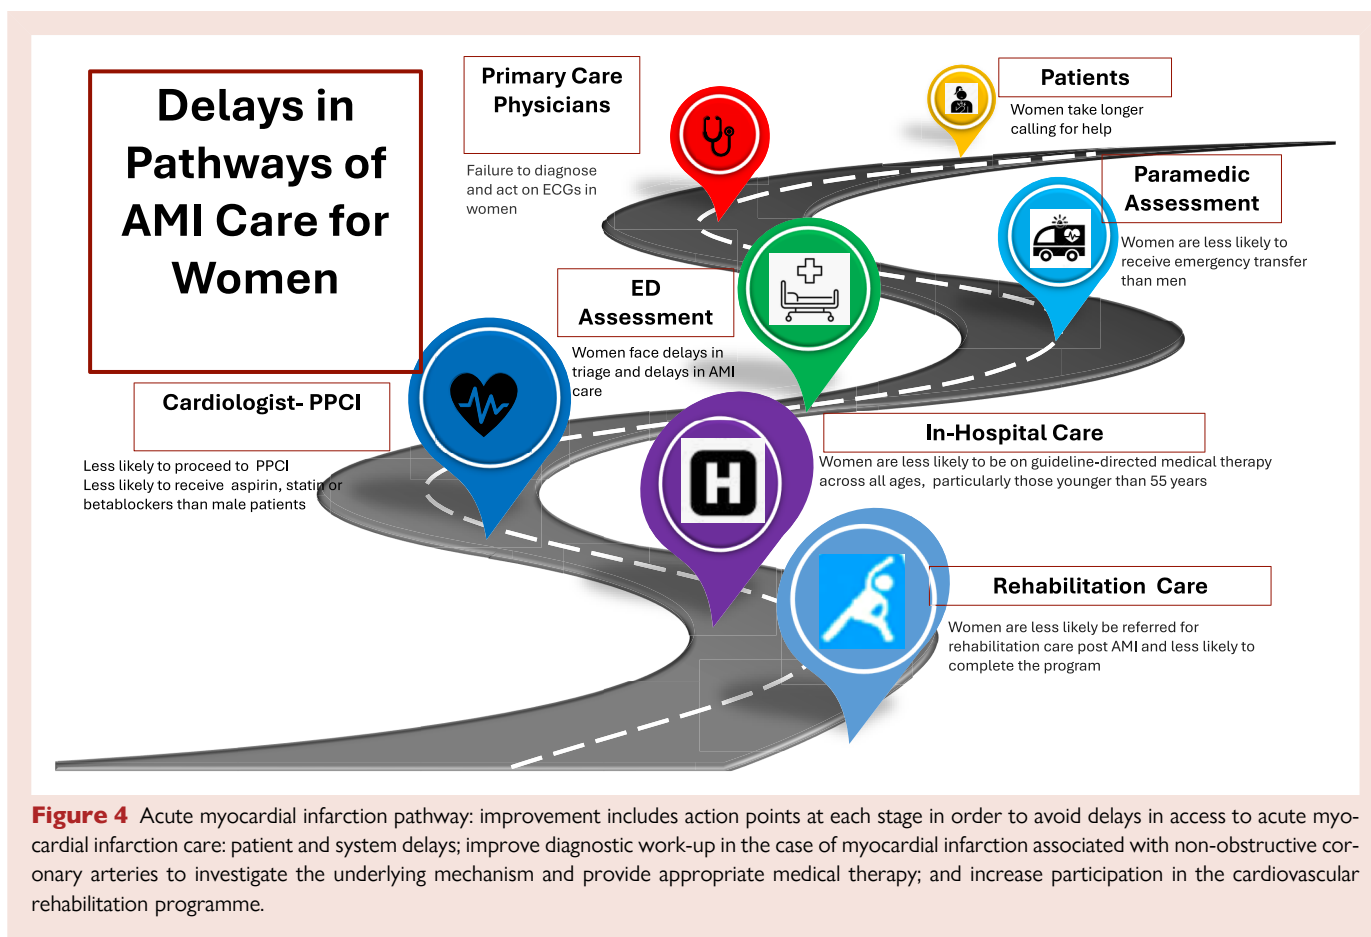 Delays in
Pathways of
AMI Care for
Women
Primary Care
Physicians
Failure to diagnose
and act on ECGs in
women
Patients
Women take longer
calling for help
Paramedic
Assessment
Women are less likely to
receive emergency transfer
than men
ED
Assessment
Women face delays in
triage and delays in AMI
care
Cardiologist- PPCI
Less likely to proceed to PPCI
Less likely to receive aspirin, statin or
betablockers than male patients
In-Hospital Care
Women are less likely to be on guideline-directed medical therapy
across all ages, particularly those younger than 55 years
H
Rehabilitation Care
Women are less likely be referred for
rehabilitation care post AMI and less likely to
complete the program
Figure 4 Acute myocardial infarction pathway: improvement includes action points at each stage in order to avoid delays in access to acute myo-
cardial infarction care: patient and system delays; improve diagnostic work-up in the case of myocardial infarction associated with non-obstructive cor-
onary arteries to investigate the underlying mechanism and provide appropriate medical therapy; and increase participation in the cardiovascular
rehabilitation programme.